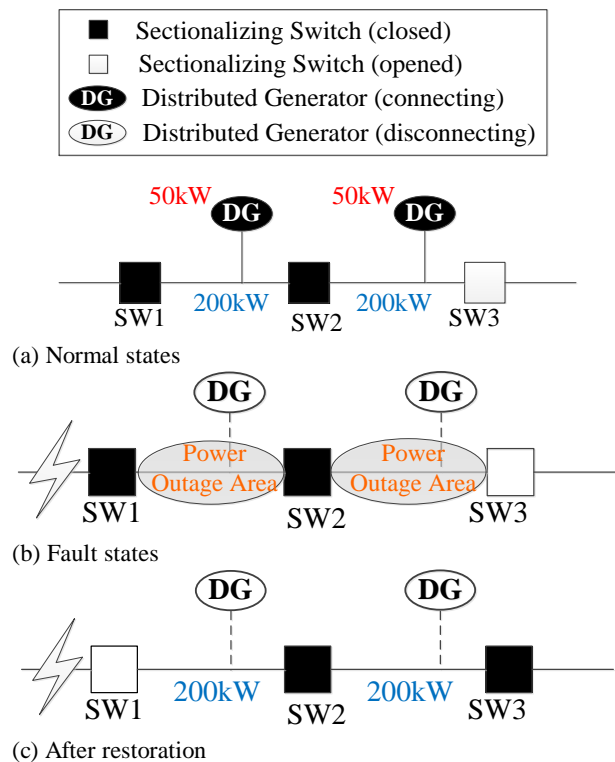 Sectionalizing Switch (closed)
Sectionalizing Switch (opened)
DG Distributed Generator (connecting)
DG Distributed Generator (disconnecting)
50kW DG 50kW DG
SW1 200kW SW2 200kW SW3
(a) Normal states
DG DG
Power Power
Outage Area Outage Area
SW1 SW2 SW3
(b) Fault states
DG DG
200kW 200kW
SW1 SW2 SW3
(c) After restoration